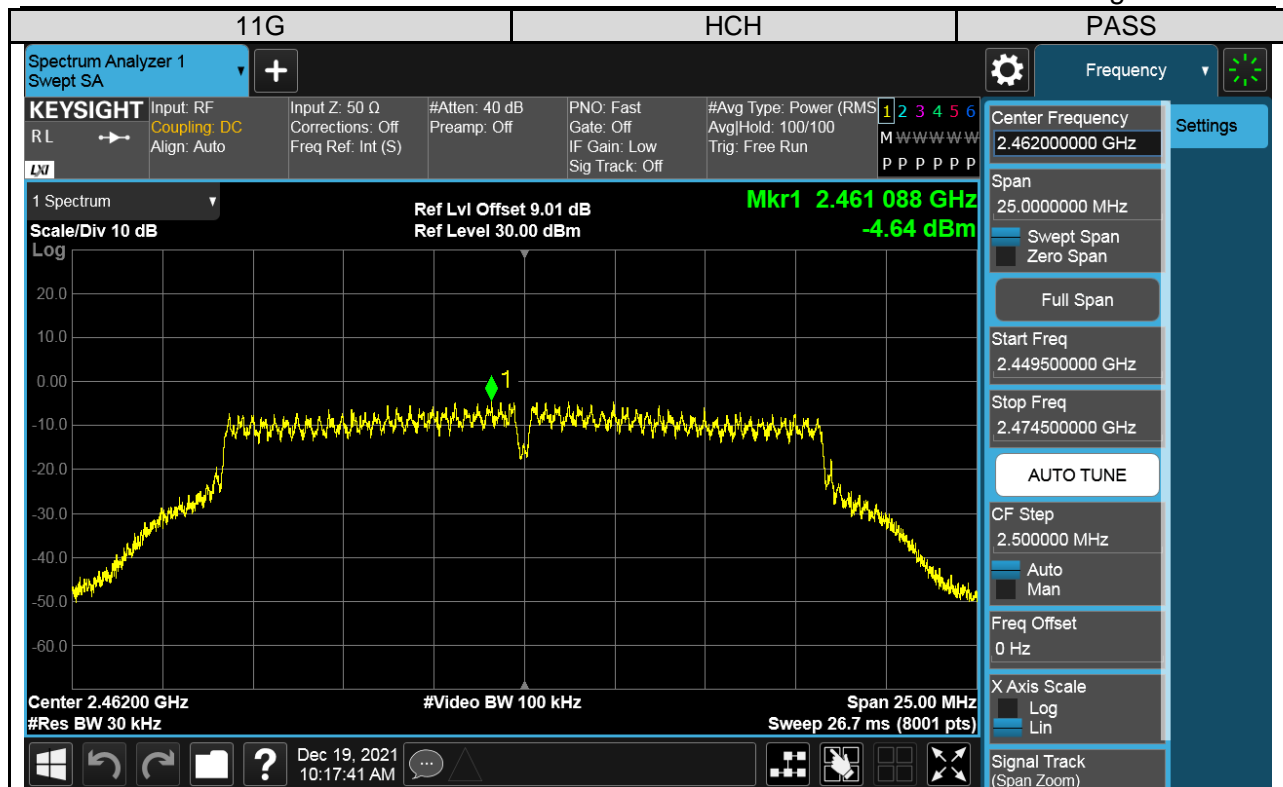 11G HCH PASS
Spectrum Analyzer 1
Swept SA
Frequency
KEYSIGHT
R L
LXI
Input: RF
Coupling: DC
Align: Auto
Input Z: 50 Ω
Corrections: Off
Freq Ref: Int (S)
#Atten: 40 dB
Preamp: Off
PNO: Fast
Gate: Off
IF Gain: Low
Sig Track: Off
#Avg Type: Power (RMS
Avg|Hold: 100/100
Trig: Free Run
1 2 3 4 5 6
M W W W W W
P P P P P P
1 Spectrum
Scale/Div 10 dB
Ref Lvl Offset 9.01 dB
Ref Level 30.00 dBm
Mkr1 2.461 088 GHz
-4.64 dBm
Log
20.0
10.0
0.00
-10.0
-20.0
-30.0
-40.0
-50.0
-60.0
1
Center 2.46200 GHz
#Res BW 30 kHz
#Video BW 100 kHz
Span 25.00 MHz
Sweep 26.7 ms (8001 pts)
Dec 19, 2021
10:17:41 AM
Center Frequency
2.462000000 GHz
Settings
Span
25.0000000 MHz
Swept Span
Zero Span
Full Span
Start Freq
2.449500000 GHz
Stop Freq
2.474500000 GHz
AUTO TUNE
CF Step
2.500000 MHz
Auto
Man
Freq Offset
0 Hz
X Axis Scale
Log
Lin
Signal Track
(Span Zoom)